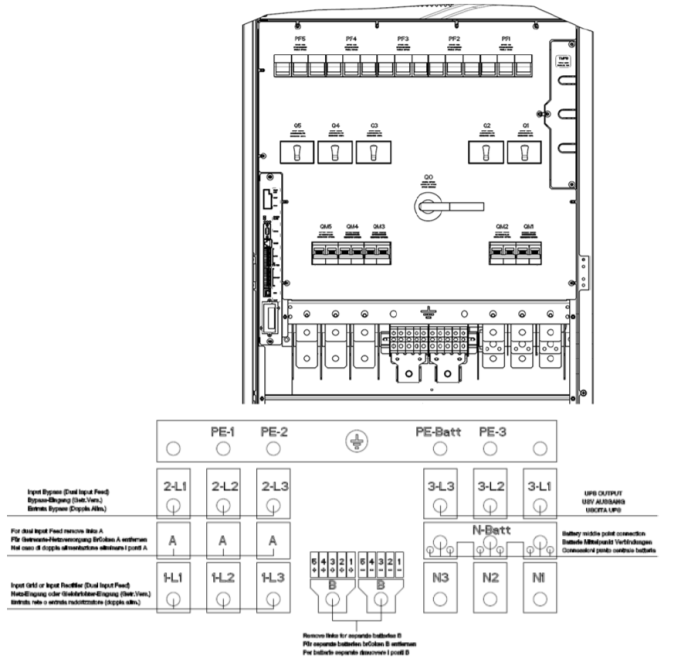 PF5 PF4 PF3 PF2 PF1
Q5 Q4 Q3 Q2 Q1
Q0
QM5 QM4 QM3 QM2 QM1
PE-1 PE-2 PE-Batt PE-3
2-L1 2-L2 2-L3 3-L3 3-L2 3-L1
Input Bypass (Dual Input Feed)
Bypass-Eingang (Getr.Vers.)
Entrata Bypass (Doppia Alim.)
UPS OUTPUT
USV AUSGANG
USCITA UPS
For dual Input Feed remove links A
Für Getrennte-Netzversorgung Brücken A entfernen
Nel caso di doppia alimentazione eliminare i ponti A
A A A
N-Batt
Battery middle point connection
Batterie Mittelpunkt Verbindungen
Connessioni punto centrale batteria
1-L1 1-L2 1-L3 N3 N2 N1
Input Grid or Input Rectifier (Dual Input Feed)
Netz-Eingang oder Gleichrichter-Eingang (Getr.Vers.)
Entrata rete o entrata raddrizzatore (doppia alim.)
5 4 3 2 1 5 4 3 2 1
+ + + + + - - - - -
B B
Remove links for separate batteries B
Für separate batterien brücken B entfernen
Per batterie separate rimuovere i ponti B